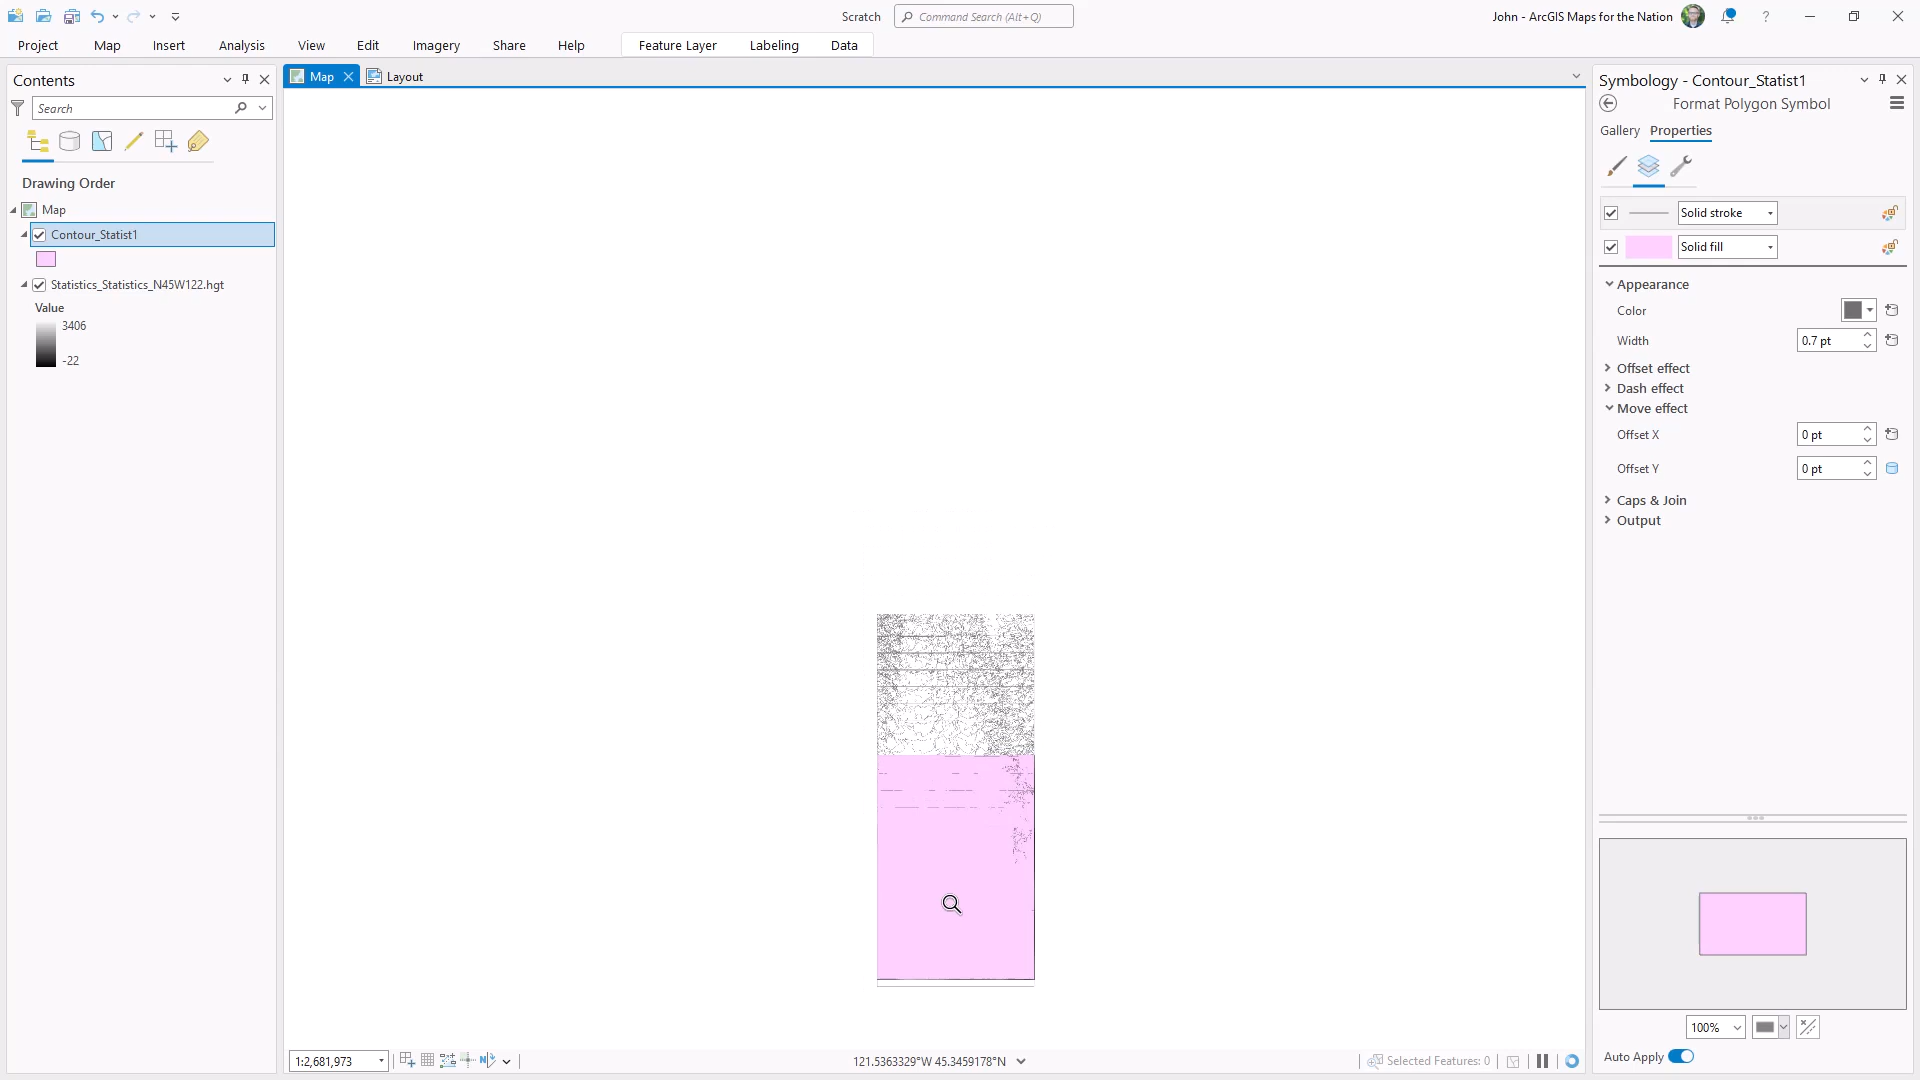 Scratch
Command Search (Alt+Q)
John - ArcGIS Maps for the Nation
?
Project
Map
Insert
Analysis
View
Edit
Imagery
Share
Help
Feature Layer
Labeling
Data
Contents
Search
Drawing Order
Map
Contour_Statist1
Statistics_Statistics_N45W122.hgt
Value
3406
-22
Map
Layout
1:2,681,973
121.5363329°W 45.3459178°N
Selected Features: 0
Symbology - Contour_Statist1
Format Polygon Symbol
Gallery
Properties
Solid stroke
Solid fill
Appearance
Color
Width
0.7 pt
Offset effect
Dash effect
Move effect
Offset X
0 pt
Offset Y
0 pt
Caps & Join
Output
100%
Auto Apply